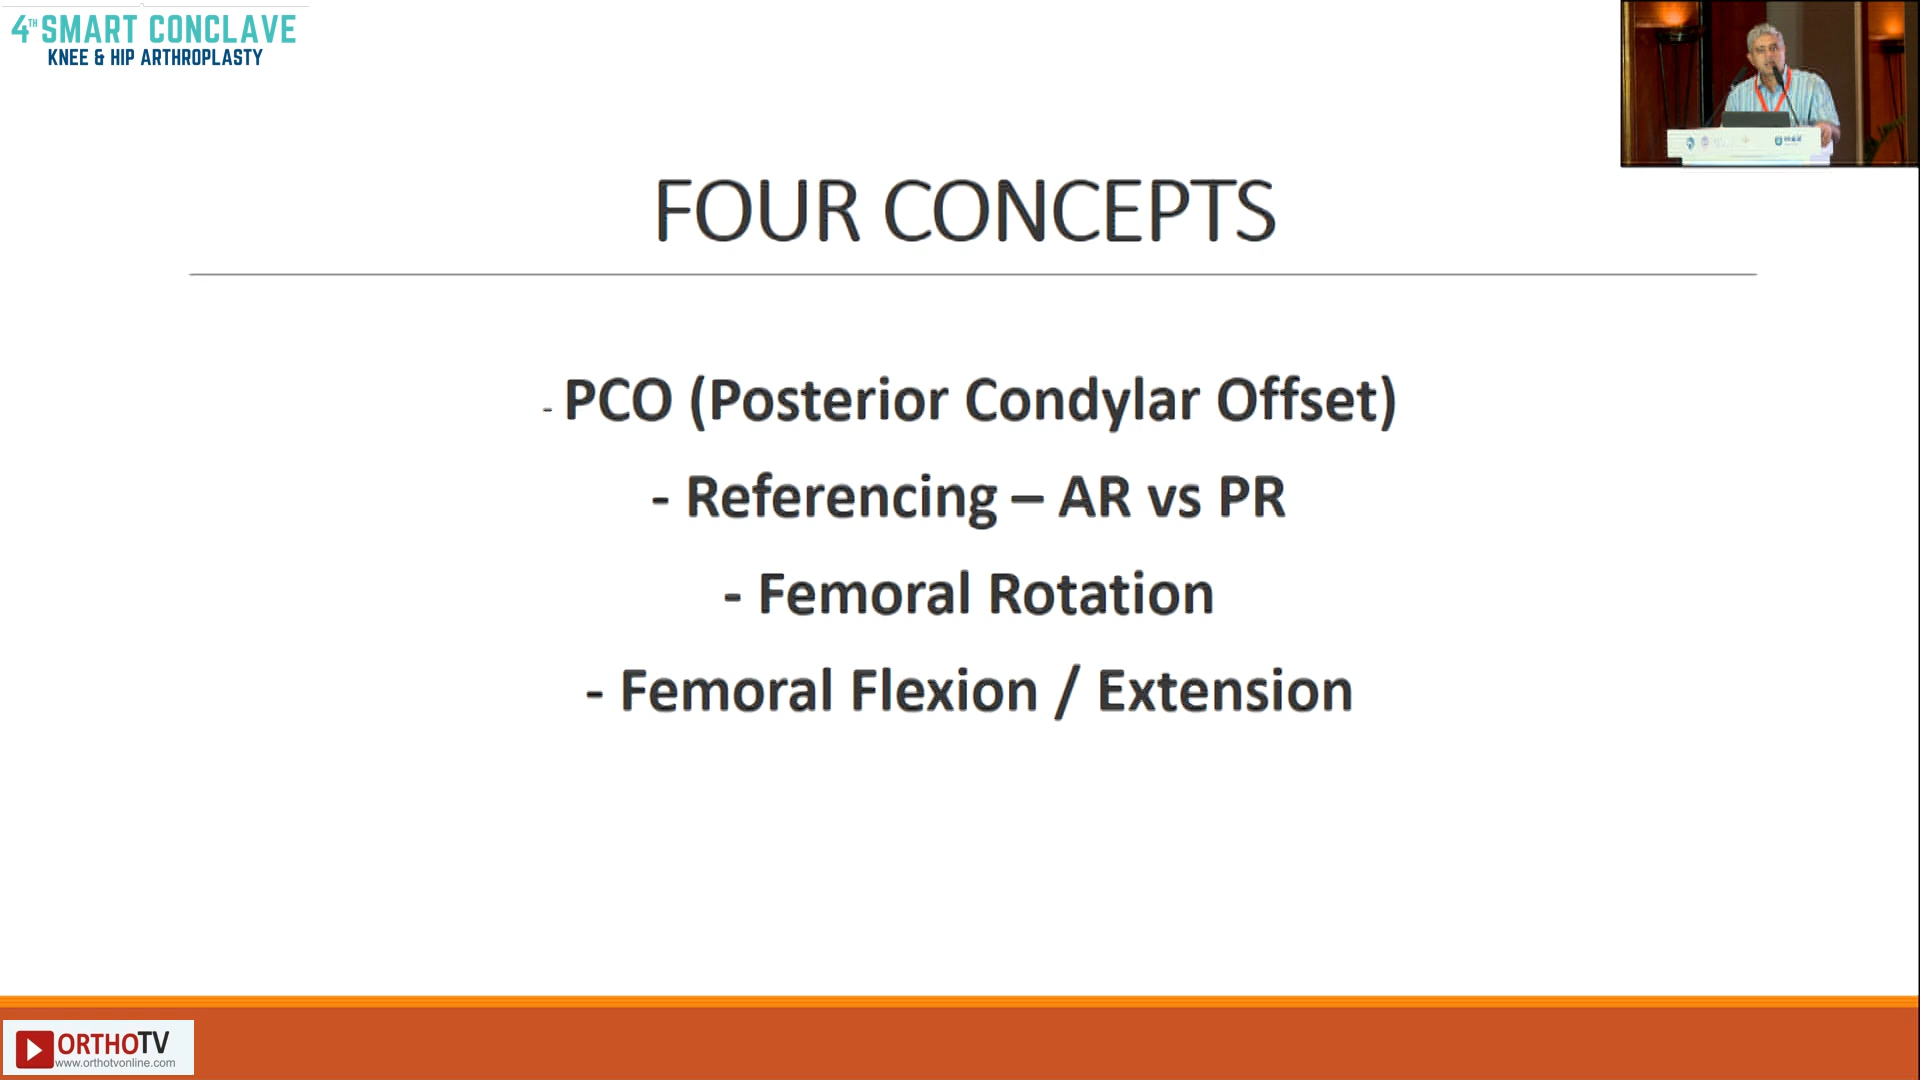 4TH SMART CONCLAVE
KNEE & HIP ARTHROPLASTY
FOUR CONCEPTS
- PCO (Posterior Condylar Offset)
- Referencing – AR vs PR
- Femoral Rotation
- Femoral Flexion / Extension
ORTHOTV
www.orthotvonline.com